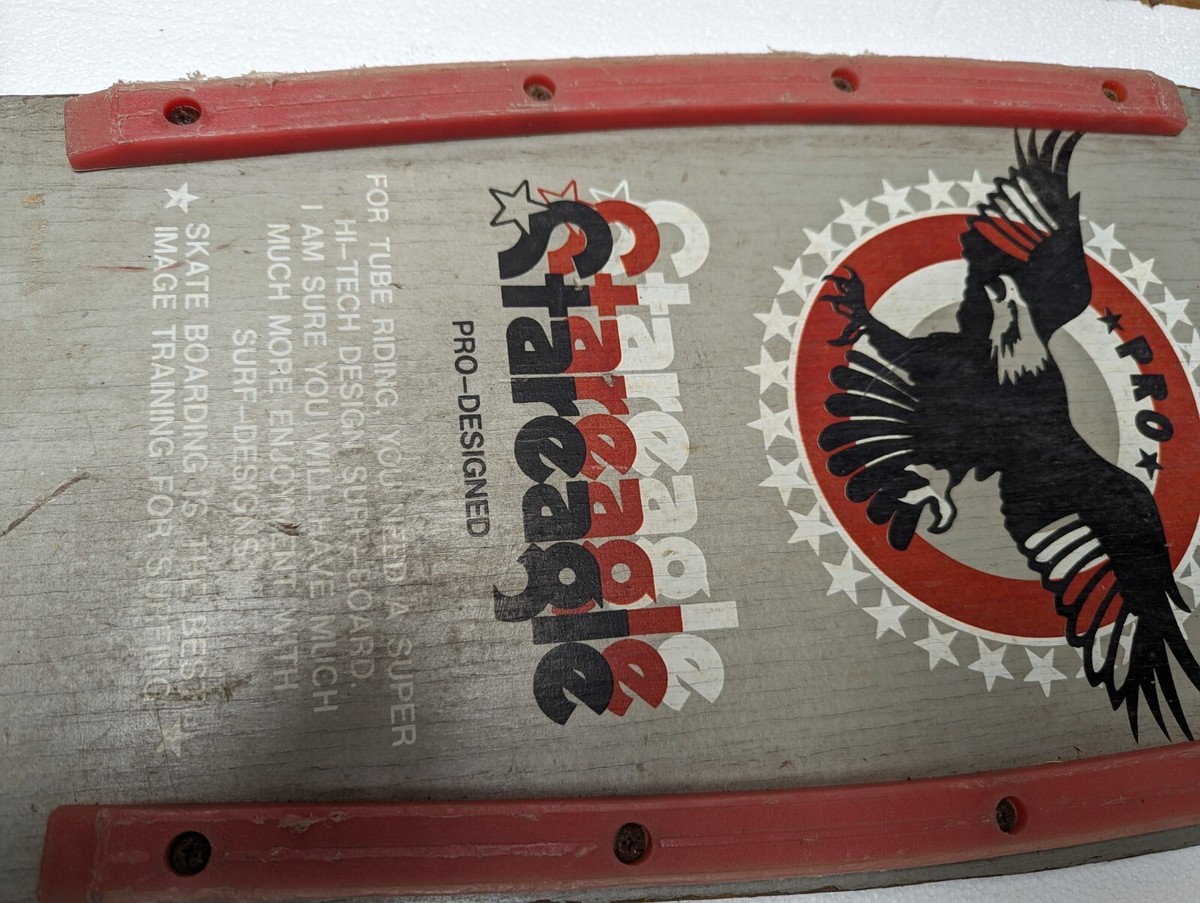 ★ PRO ★
Stareagle
Stareagle
Stareagle
PRO-DESIGNED
FOR TUBE RIDING, YOU NEED A SUPER
HI-TECH DESIGN SURF-BOARD
I AM SURE YOU WILL HAVE MUCH
MUCH MORE ENJOYMENT WITH
SURF-DESIGNS
★ SKATE BOARDING IS THE BEST
IMAGE TRAINING FOR SURFING ★